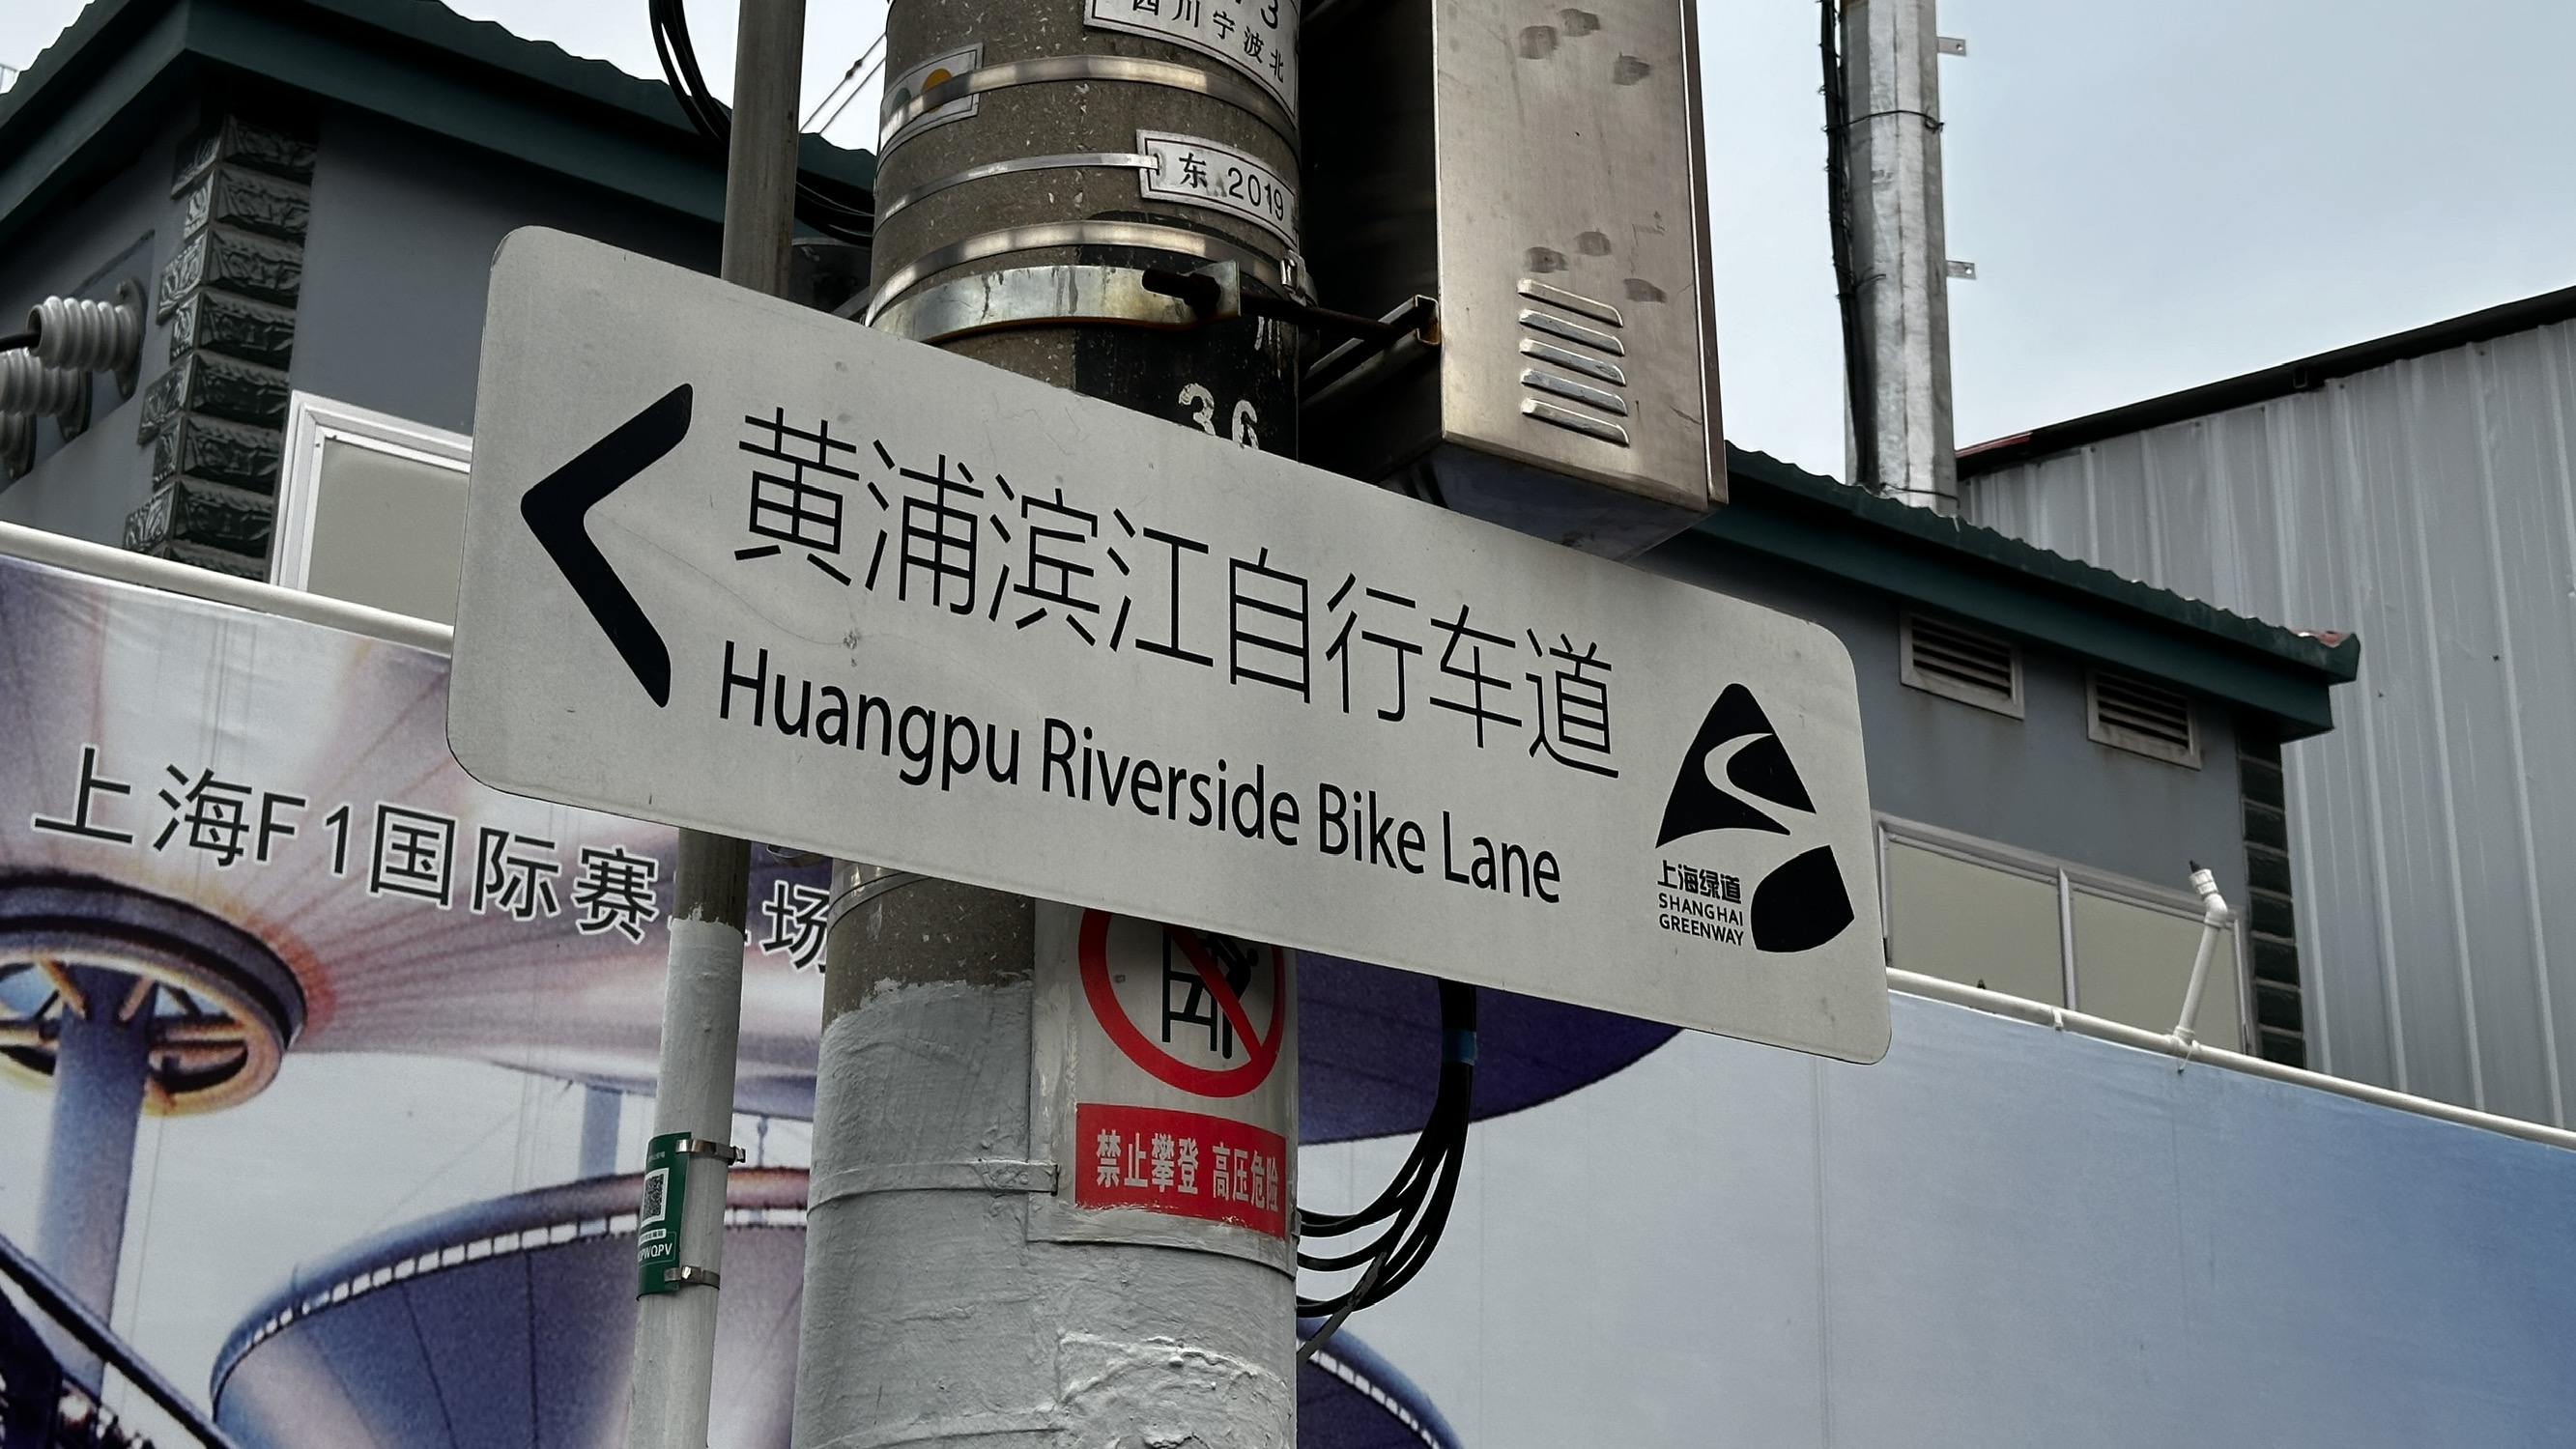 四川宁波北
东 2019
36
黄浦滨江自行车道
Huangpu Riverside Bike Lane
上海绿道
SHANGHAI
GREENWAY
上海F1国际赛
场
禁止攀登 高压危险